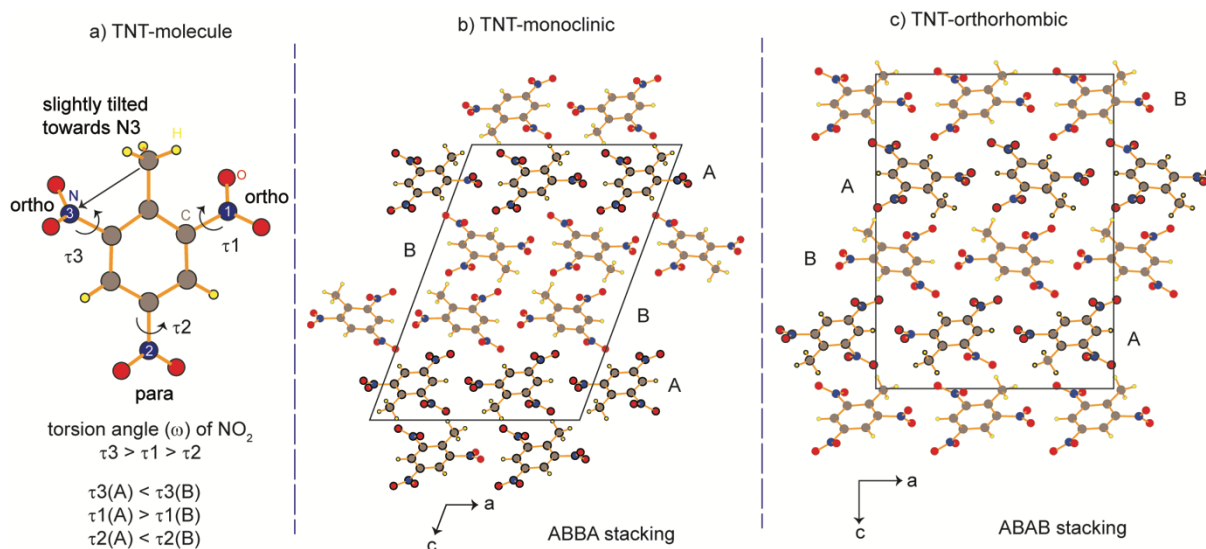 a) TNT-molecule
slightly tilted
towards N3
H
O
N
ortho
3
C
1
ortho
τ3
τ1
τ2
2
para
torsion angle (ω) of NO₂
τ3 > τ1 > τ2
τ3(A) < τ3(B)
τ1(A) > τ1(B)
τ2(A) < τ2(B)
b) TNT-monoclinic
A
B
B
A
a
c
ABBA stacking
c) TNT-orthorhombic
B
A
B
A
a
c
ABAB stacking